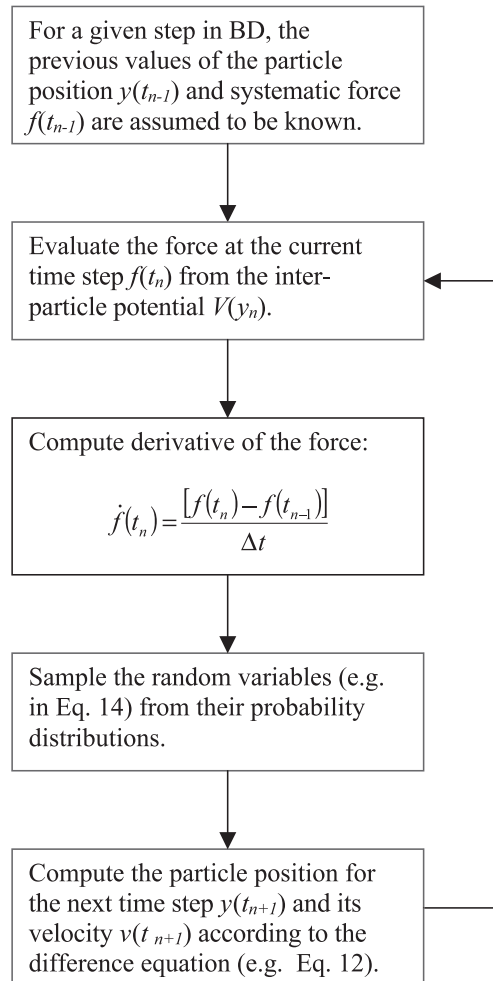 For a given step in BD, the
previous values of the particle
position y(tₙ₋₁) and systematic force
f(tₙ₋₁) are assumed to be known.
Evaluate the force at the current
time step f(tₙ) from the inter-
particle potential V(yₙ).
Compute derivative of the force:
ḟ(tₙ) = [f(tₙ) − f(tₙ₋₁)] / Δt
Sample the random variables (e.g.
in Eq. 14) from their probability
distributions.
Compute the particle position for
the next time step y(tₙ₊₁) and its
velocity v(t ₙ₊₁) according to the
difference equation (e.g. Eq. 12).